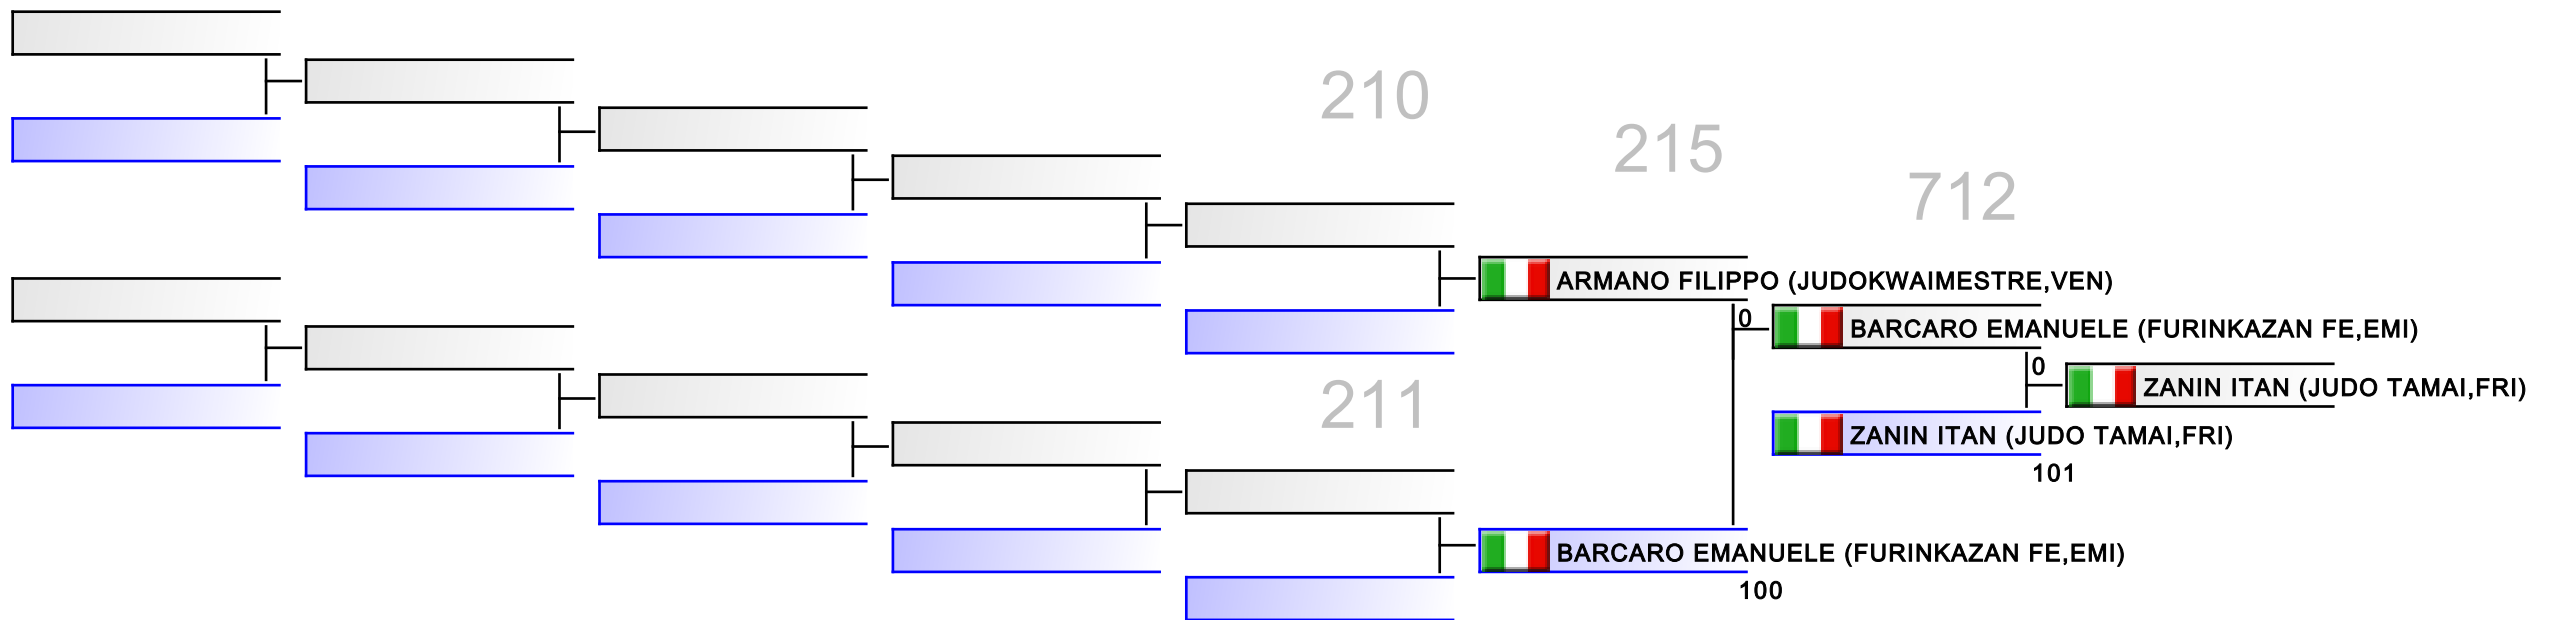 210
215
712
ARMANO FILIPPO (JUDOKWAIMESTRE,VEN)
0
BARCARO EMANUELE (FURINKAZAN FE,EMI)
0
ZANIN ITAN (JUDO TAMAI,FRI)
211
ZANIN ITAN (JUDO TAMAI,FRI)
101
BARCARO EMANUELE (FURINKAZAN FE,EMI)
100